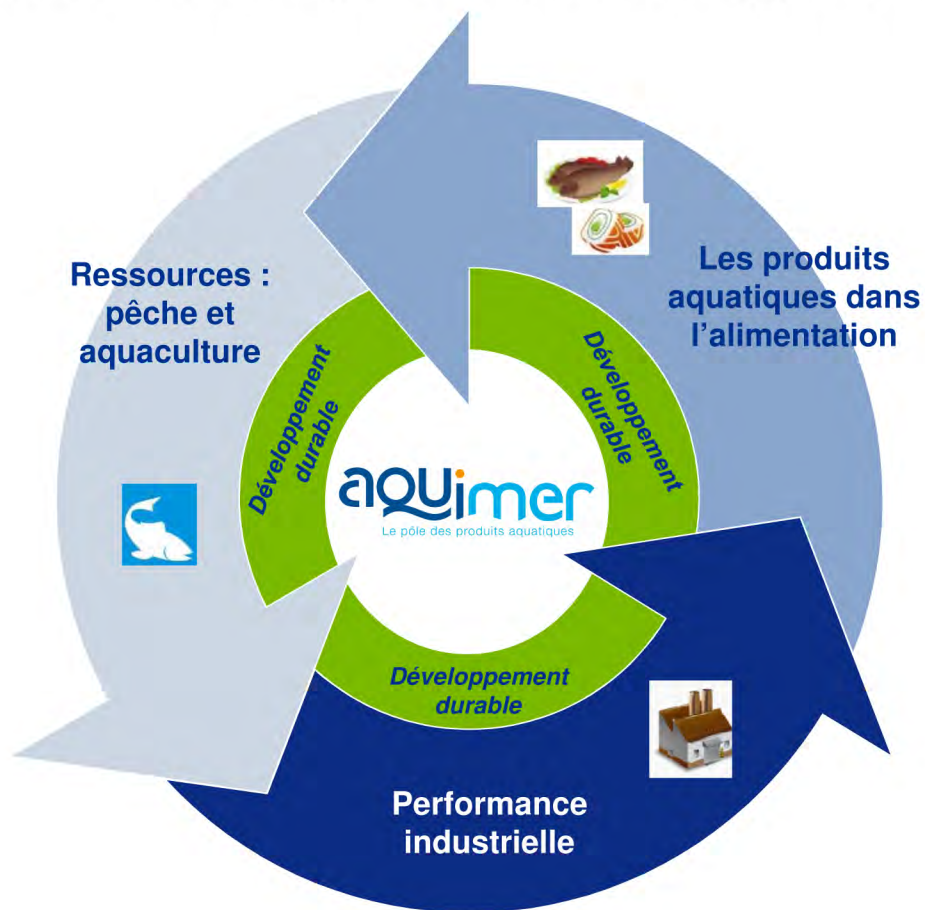 Ressources :
pêche et
aquaculture
Les produits
aquatiques dans
l'alimentation
Développement
durable
Développement
durable
aquimer
Le pôle des produits aquatiques
Développement
durable
Performance
industrielle